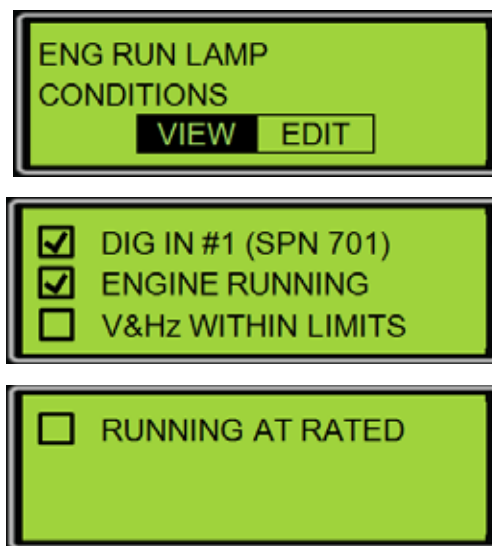 ENG RUN LAMP
CONDITIONS
VIEW EDIT
DIG IN #1 (SPN 701)
ENGINE RUNNING
V&Hz WITHIN LIMITS
RUNNING AT RATED